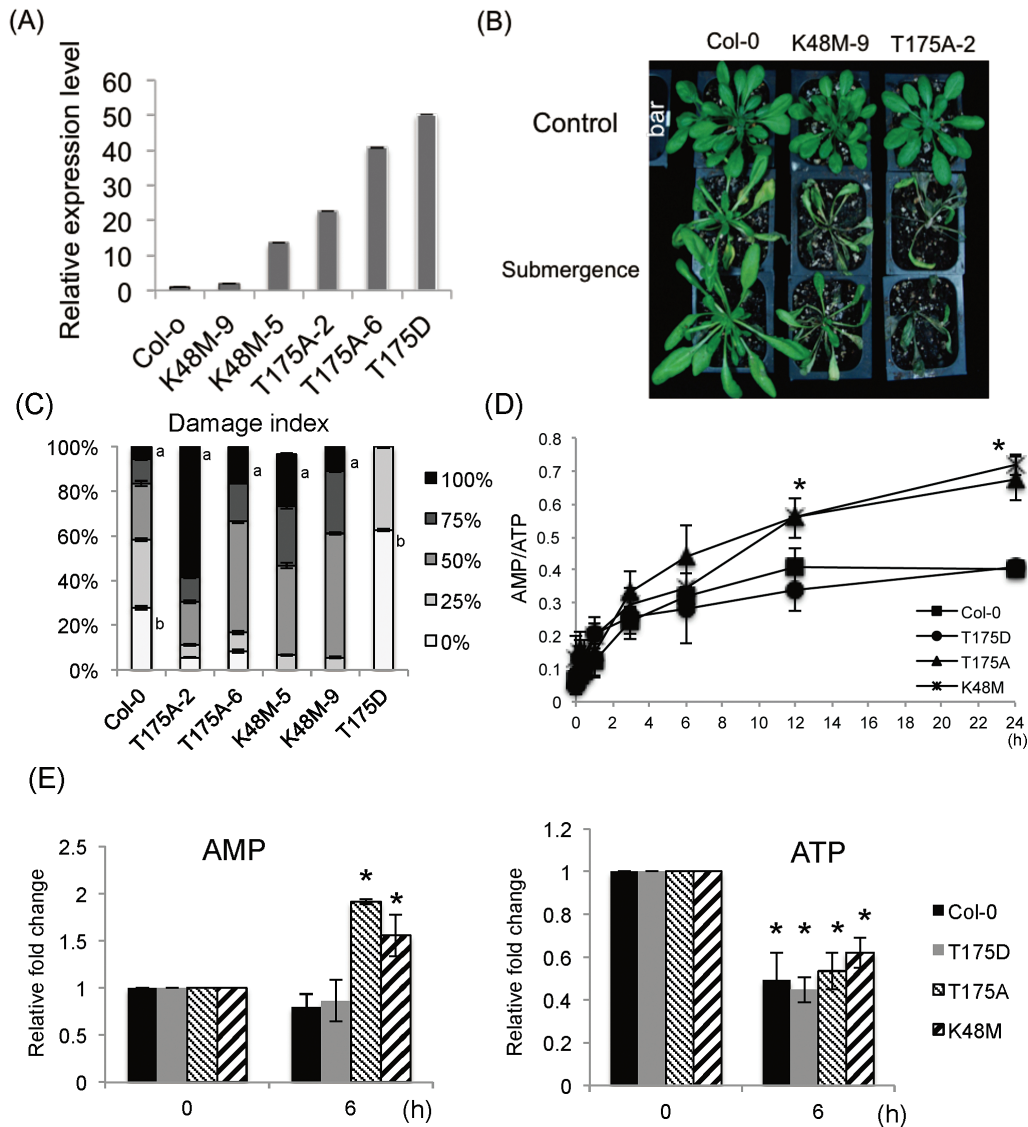 (A)
Relative expression level
60
50
40
30
20
10
0
Col-o
K48M-9
K48M-5
T175A-2
T175A-6
T175D
(B)
Col-0 K48M-9 T175A-2
Control
bar
Submergence
(C)
Damage index
100%
80%
60%
40%
20%
0%
a a a a a
b b
Col-0
T175A-2
T175A-6
K48M-5
K48M-9
T175D
100%
75%
50%
25%
0%
(D)
AMP/ATP
0.8
0.7
0.6
0.5
0.4
0.3
0.2
0.1
0
* *
0 2 4 6 8 10 12 14 16 18 20 22 24
(h)
Col-0
T175D
T175A
K48M
(E)
AMP
Relative fold change
2.5
2
1.5
1
0.5
0
* *
0 6 (h)
ATP
Relative fold change
1.2
1
0.8
0.6
0.4
0.2
0
* * * *
0 6 (h)
Col-0
T175D
T175A
K48M